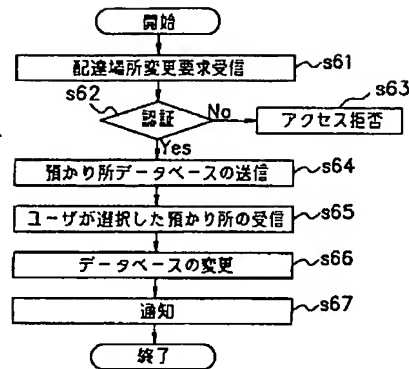 開始
配達場所変更要求受信 s61
s62
認証
No
s63
アクセス拒否
Yes
預かり所データベースの送信 s64
ユーザが選択した預かり所の受信 s65
データベースの変更 s66
通知 s67
終了